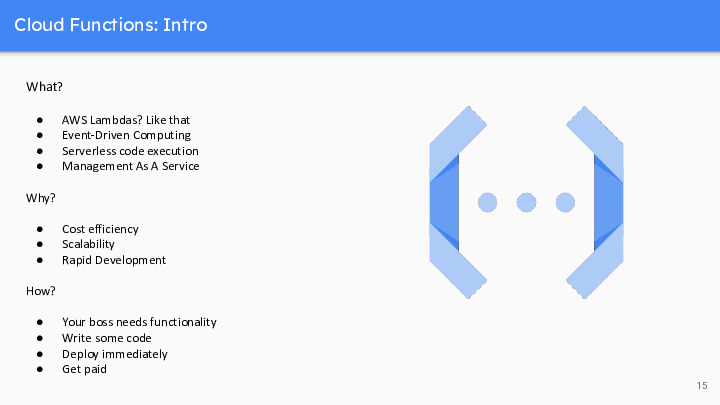 Cloud Functions: Intro
What?
● AWS Lambdas? Like that
● Event-Driven Computing
● Serverless code execution
● Management As A Service
Why?
● Cost efficiency
● Scalability
● Rapid Development
How?
● Your boss needs functionality
● Write some code
● Deploy immediately
● Get paid
15